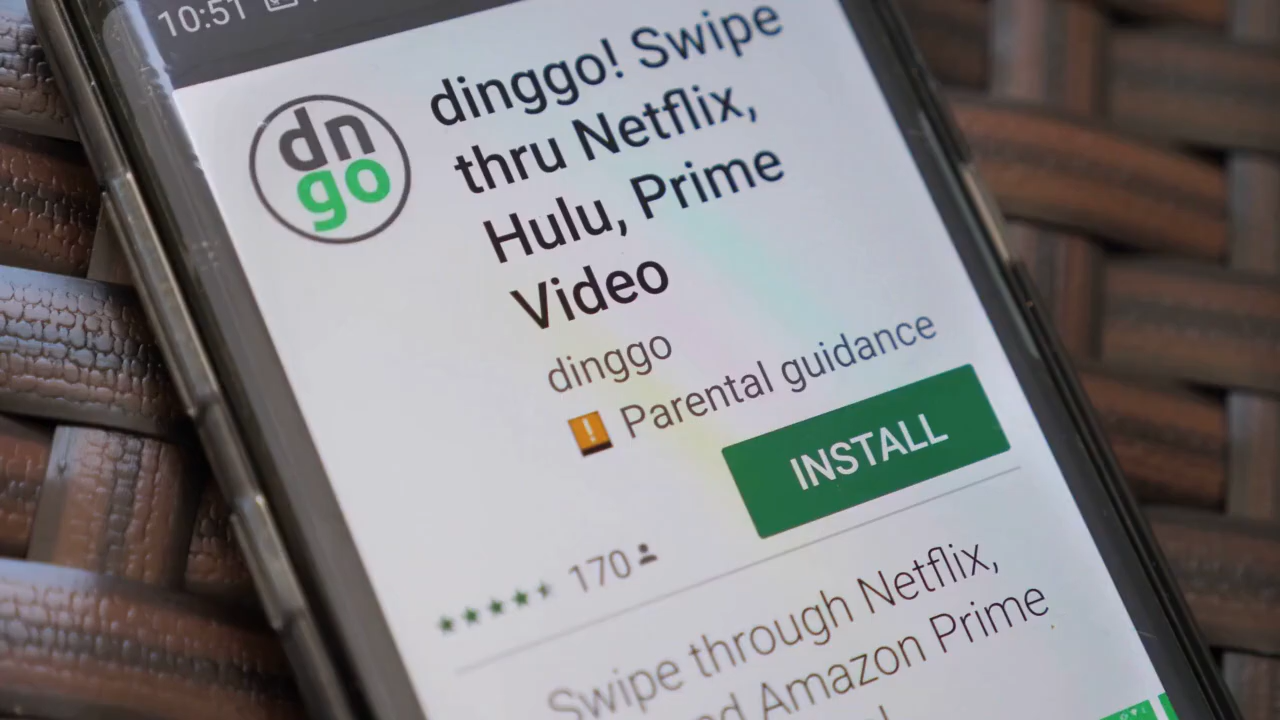 10:51
dn
go
dinggo! Swipe
thru Netflix,
Hulu, Prime
Video
dinggo
! Parental guidance
INSTALL
170
Swipe through Netflix,
Amazon Prime